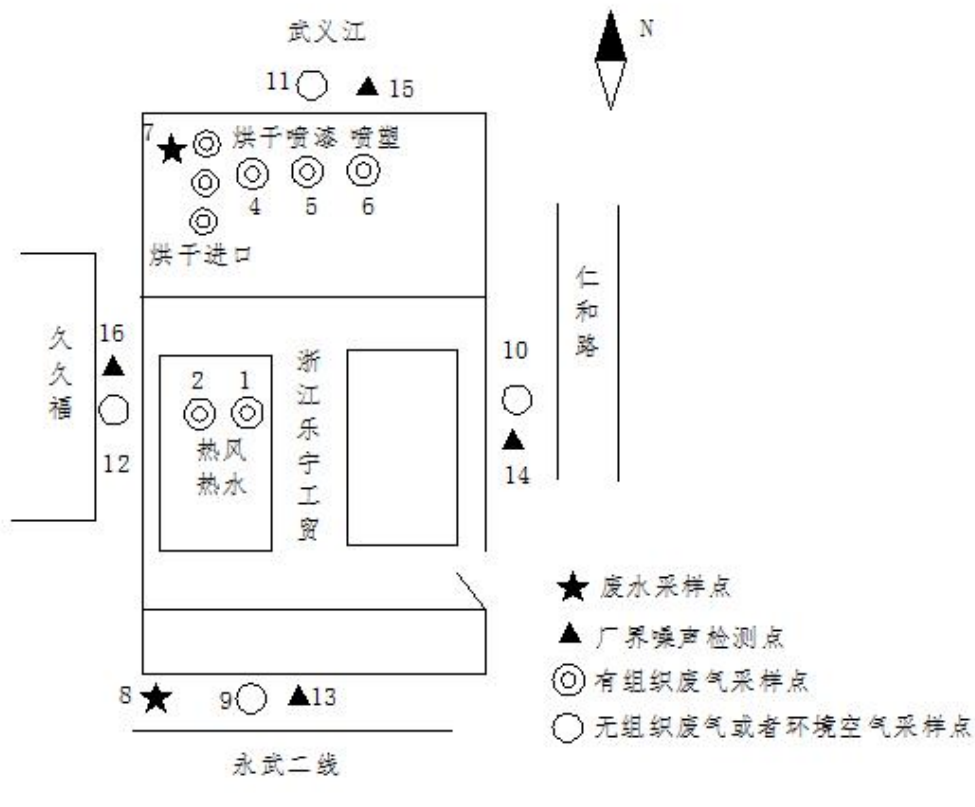 武义江
N
11
15
7
烘干喷漆 喷塑
4
5
6
烘干进口
仁和路
久久福
16
12
2
1
热风
热水
浙江乐宁工贸
10
14
废水采样点
厂界噪声检测点
有组织废气采样点
无组织废气或者环境空气采样点
8
9
13
永武二线